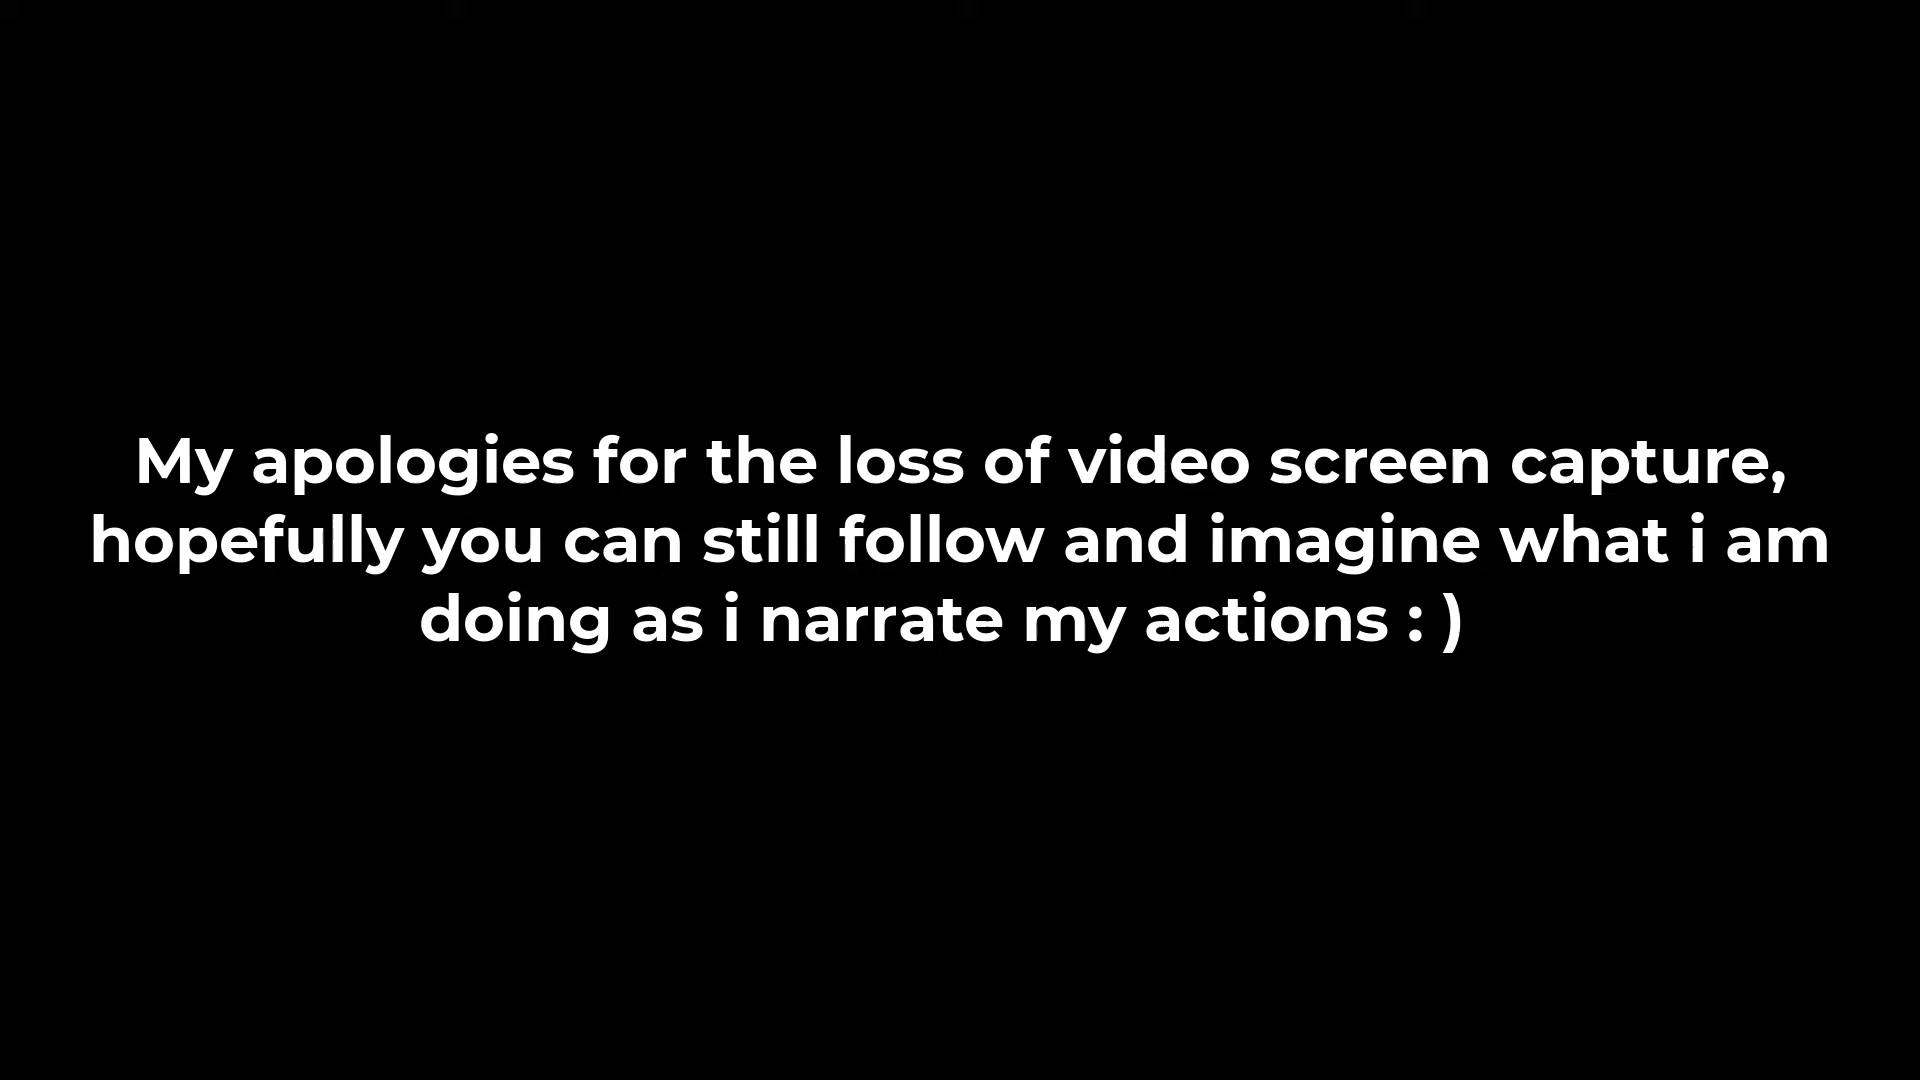 My apologies for the loss of video screen capture,
hopefully you can still follow and imagine what i am
doing as i narrate my actions : )